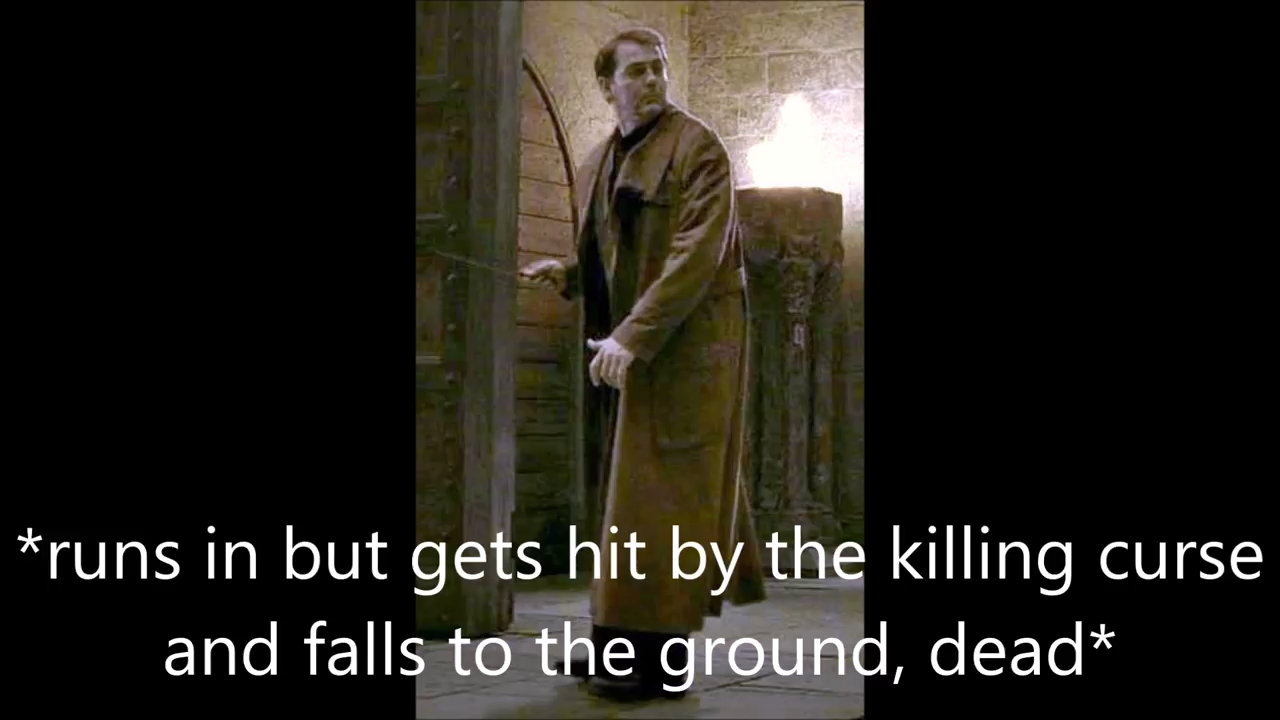 *runs in but gets hit by the killing curse
and falls to the ground, dead*